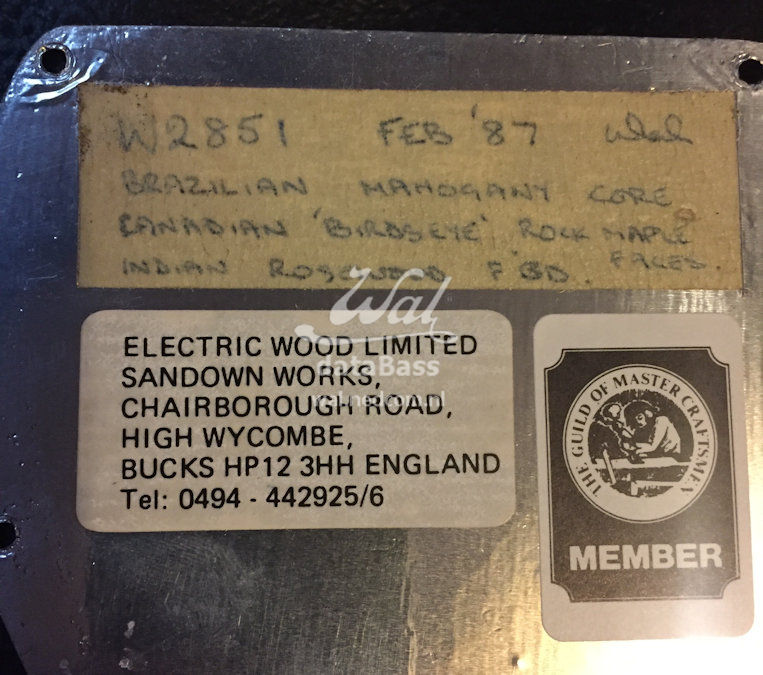 W2851 FEB '87 Wal
BRAZILIAN MAHOGANY CORE
CANADIAN 'BIRDSEYE' ROCK MAPLE
FACES.
INDIAN ROSEWOOD F'BD.
Wal
dataBass
ELECTRIC WOOD LIMITED
SANDOWN WORKS,
CHAIRBOROUGH ROAD,
HIGH WYCOMBE,
BUCKS HP12 3HH ENGLAND
Tel: 0494 - 442925/6
THE GUILD OF MASTER CRAFTSMEN
MEMBER